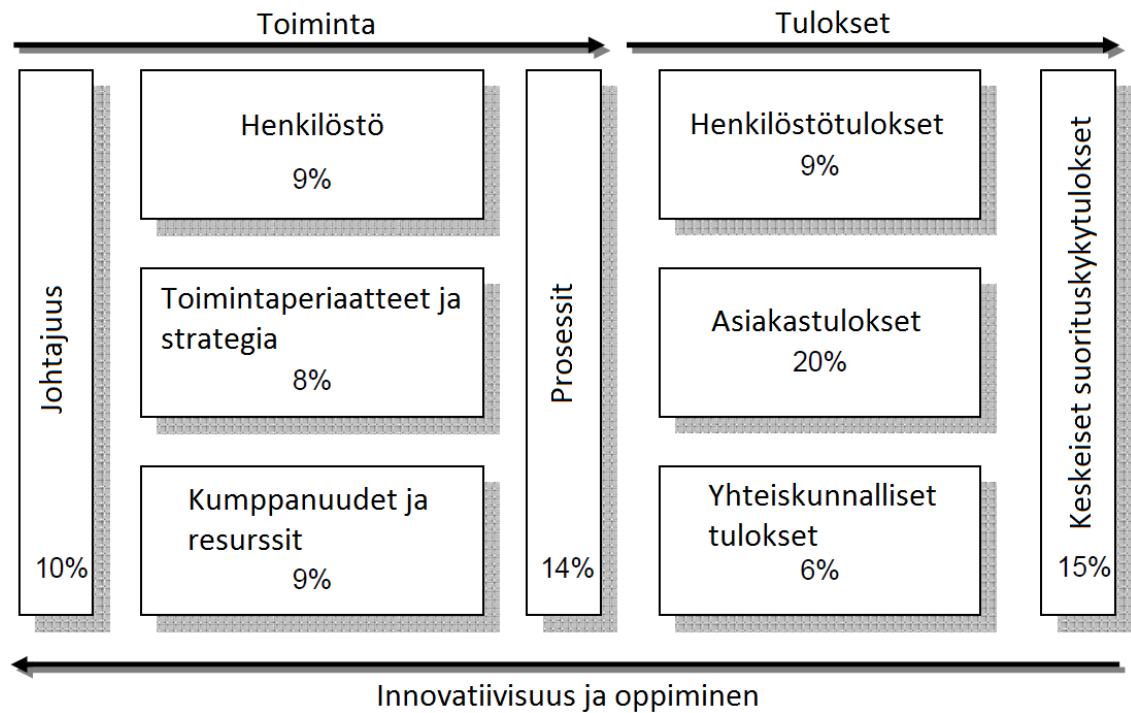 Toiminta
Tulokset
Johtajuus
10%
Henkilöstö
9%
Toimintaperiaatteet ja
strategia
8%
Kumppanuudet ja
resurssit
9%
Prosessit
14%
Henkilöstötulokset
9%
Asiakastulokset
20%
Yhteiskunnalliset
tulokset
6%
Keskeiset suorituskykytulokset
15%
Innovatiivisuus ja oppiminen